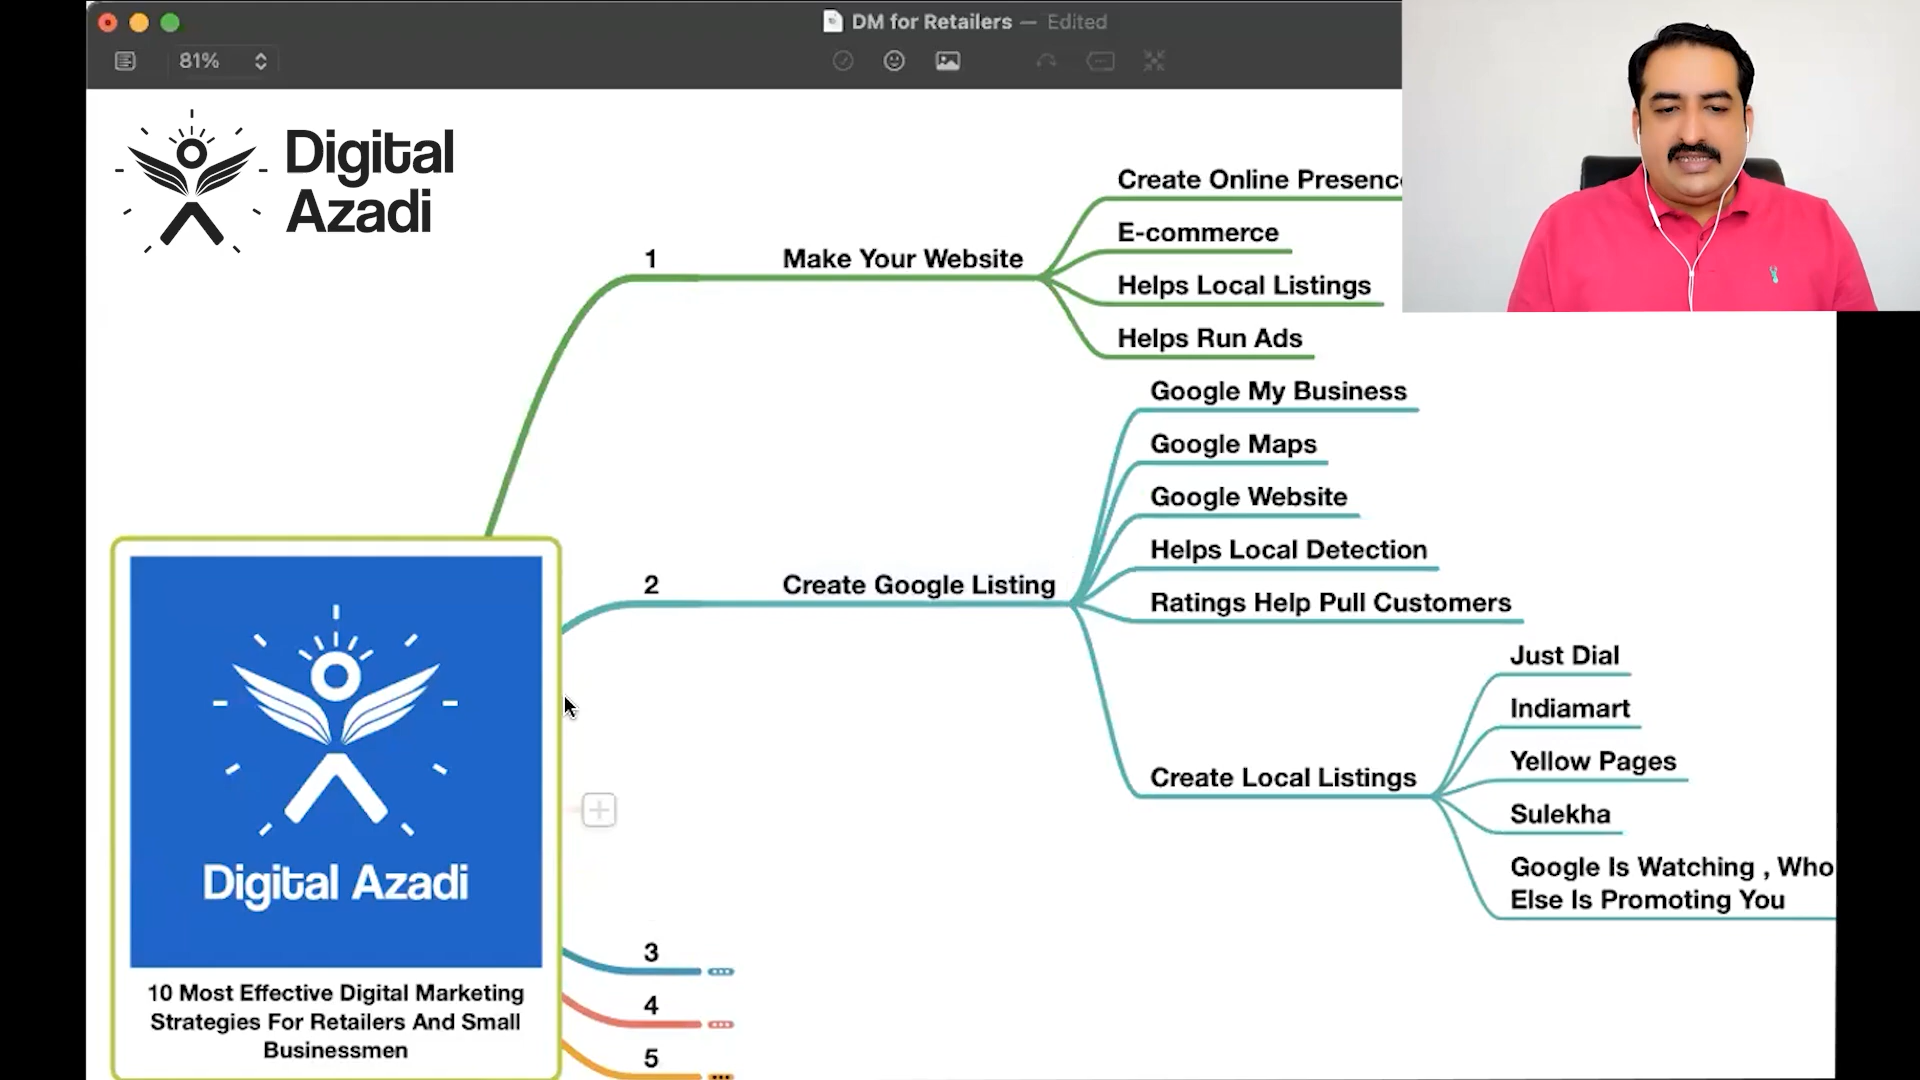 DM for Retailers — Edited
81%
Digital
Azadi
Create Online Presence
E-commerce
1
Make Your Website
Helps Local Listings
Helps Run Ads
Google My Business
Google Maps
Google Website
Helps Local Detection
2
Create Google Listing
Ratings Help Pull Customers
Just Dial
Indiamart
Yellow Pages
Create Local Listings
Sulekha
Google Is Watching , Who
Else Is Promoting You
Digital Azadi
3
10 Most Effective Digital Marketing
Strategies For Retailers And Small
Businessmen
4
5